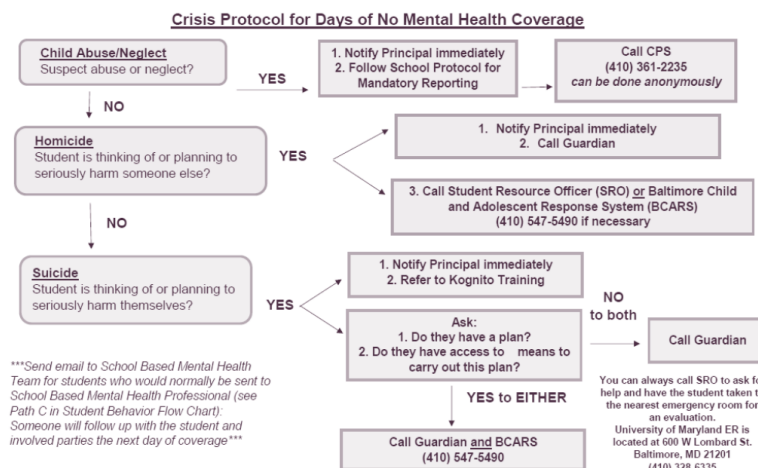 Crisis Protocol for Days of No Mental Health Coverage
Child Abuse/Neglect
Suspect abuse or neglect?
YES
1. Notify Principal immediately
2. Follow School Protocol for
Mandatory Reporting
Call CPS
(410) 361-2235
can be done anonymously
NO
Homicide
Student is thinking of or planning to
seriously harm someone else?
YES
1. Notify Principal immediately
2. Call Guardian
3. Call Student Resource Officer (SRO) or Baltimore Child
and Adolescent Response System (BCARS)
(410) 547-5490 if necessary
NO
Suicide
Student is thinking of or planning to
seriously harm themselves?
YES
1. Notify Principal immediately
2. Refer to Kognito Training
Ask:
1. Do they have a plan?
2. Do they have access to means to
carry out this plan?
NO
to both
Call Guardian
YES to EITHER
Call Guardian and BCARS
(410) 547-5490
***Send email to School Based Mental Health
Team for students who would normally be sent to
School Based Mental Health Professional (see
Path C in Student Behavior Flow Chart):
Someone will follow up with the student and
involved parties the next day of coverage***
You can always call SRO to ask
help and have the student taken
the nearest emergency room for
an evaluation.
University of Maryland ER is
located at 600 W Lombard St.
Baltimore, MD 21201
(410) 328-6335